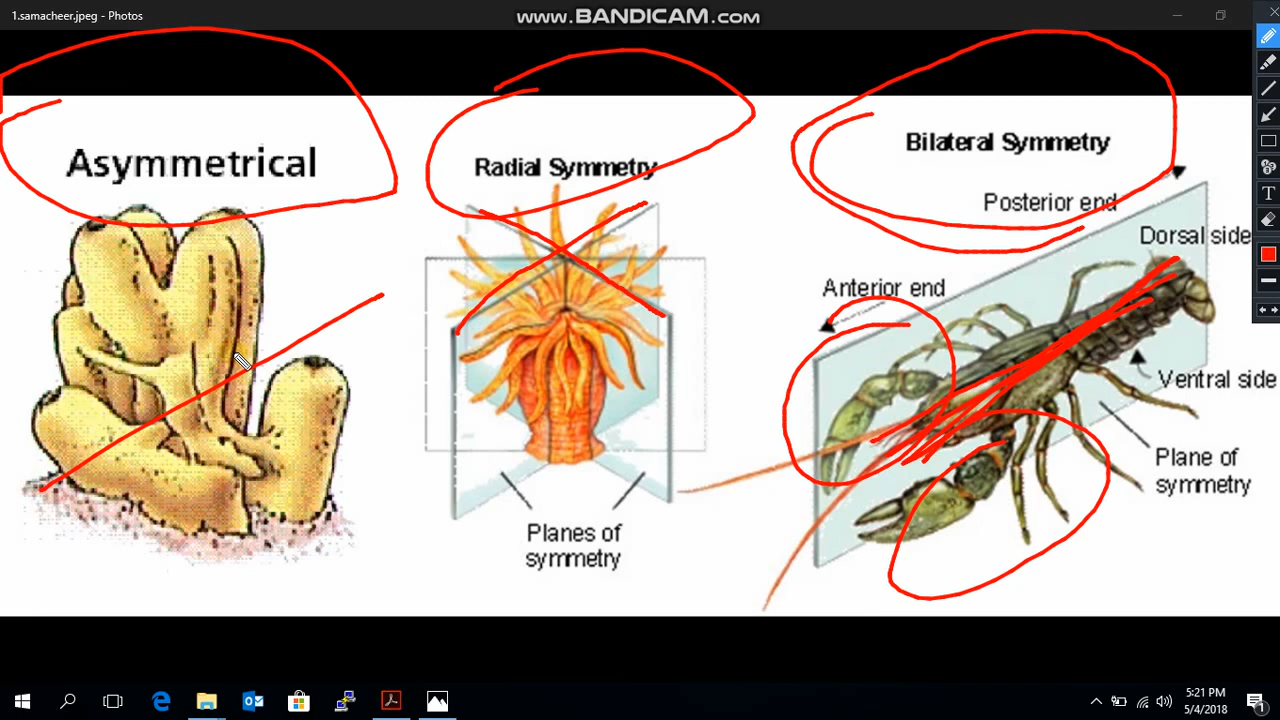 1.samacheer.jpeg - Photos
www.BANDICAM.com
Asymmetrical
Radial Symmetry
Bilateral Symmetry
Posterior end
Dorsal side
Anterior end
Ventral side
Plane of
symmetry
Planes of
symmetry
T
5:21 PM
5/4/2018
1